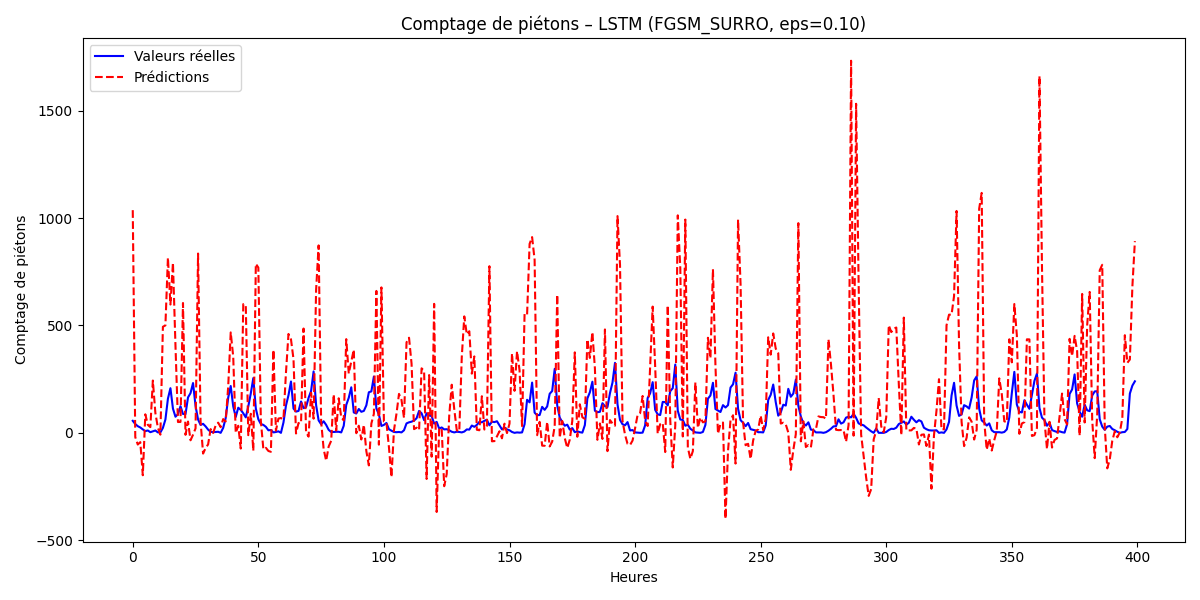 Comptage de piétons – LSTM (FGSM_SURRO, eps=0.10)
Valeurs réelles
Prédictions
Comptage de piétons
1500
1000
500
0
−500
0 50 100 150 200 250 300 350 400
Heures